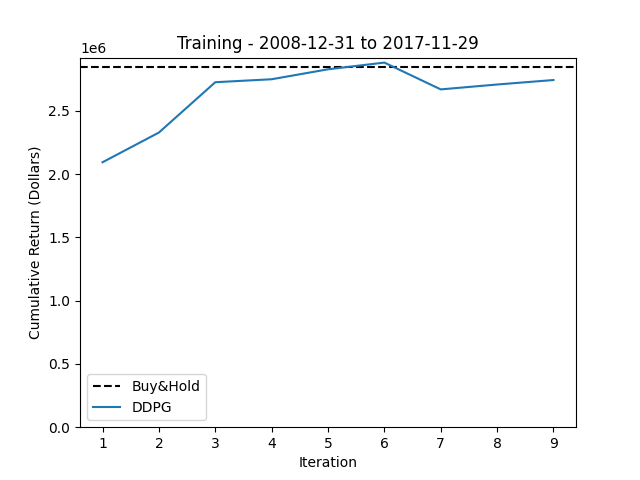 Training - 2008-12-31 to 2017-11-29
1e6
2.5
2.0
1.5
1.0
0.5
0.0
Cumulative Return (Dollars)
Buy&Hold
DDPG
1 2 3 4 5 6 7 8 9
Iteration